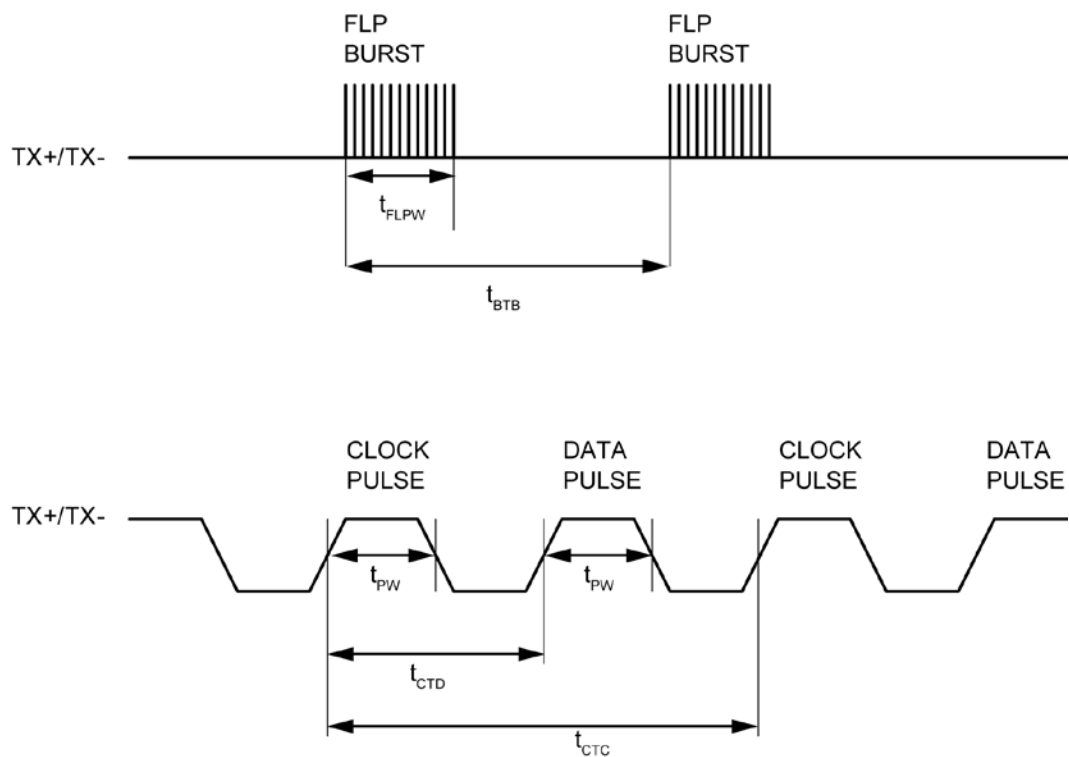 FLP FLP
BURST BURST
TX+/TX-
tFLPW
tBTB
CLOCK DATA CLOCK DATA
PULSE PULSE PULSE PULSE
TX+/TX-
tPW tPW
tCTD
tCTC